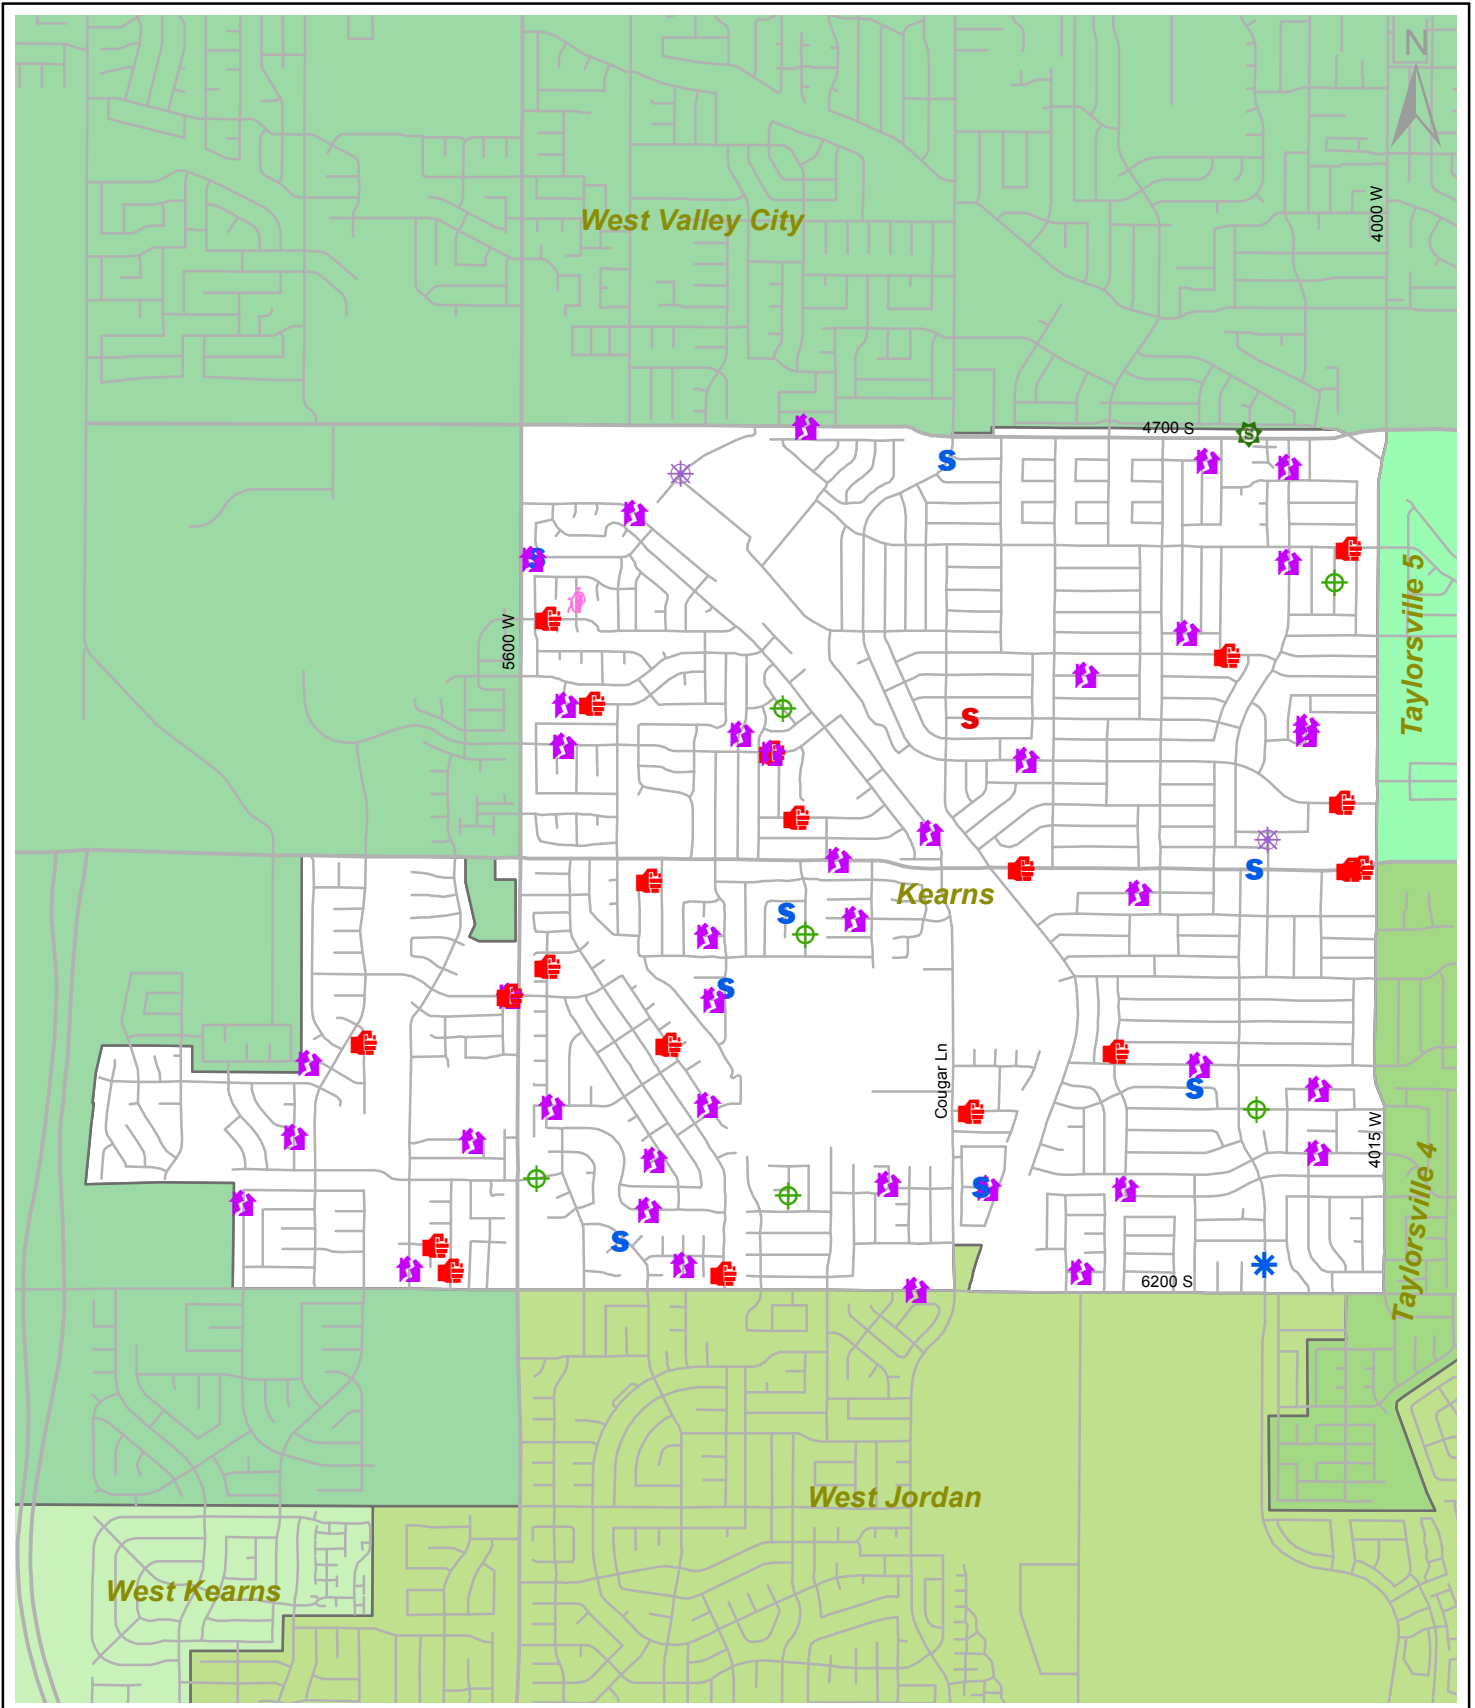 N
4000 W
West Valley City
4700 S
S
S
S
5600 W
Taylorsville 5
S
S
Kearns
S
S
Cougar Ln
S
4015 W
S
Taylorsville 4
S
6200 S
West Jordan
West Kearns